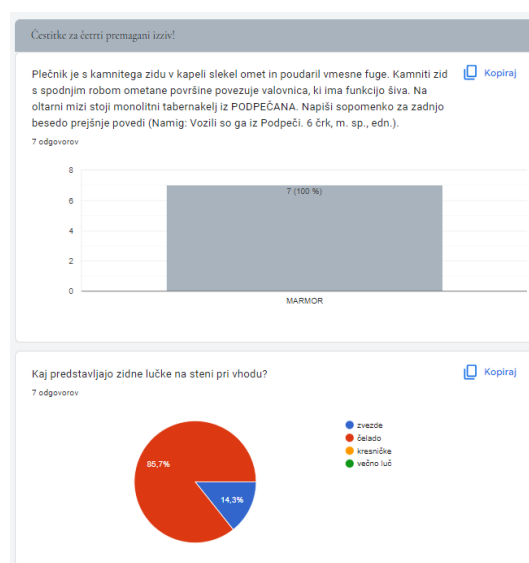 Čestitke za četrti premagani izziv!
Plečnik je s kamnitega zidu v kapeli slekel omet in poudaril vmesne fuge. Kamniti zid
s spodnjim robom ometane površine povezuje valovnica, ki ima funkcijo šiva. Na
oltarni mizi stoji monolitni tabernakelj iz PODPEČANA. Napiši sopomenko za zadnjo
besedo prejšnje povedi (Namig: Vozili so ga iz Podpeči. 6 črk, m. sp., edn.).
Kopiraj
7 odgovorov
8
6
4
2
0
7 (100 %)
MARMOR
Kaj predstavljajo zidne lučke na steni pri vhodu?
Kopiraj
7 odgovorov
85,7%
14,3%
zvezde
čelado
kresničke
večno luč